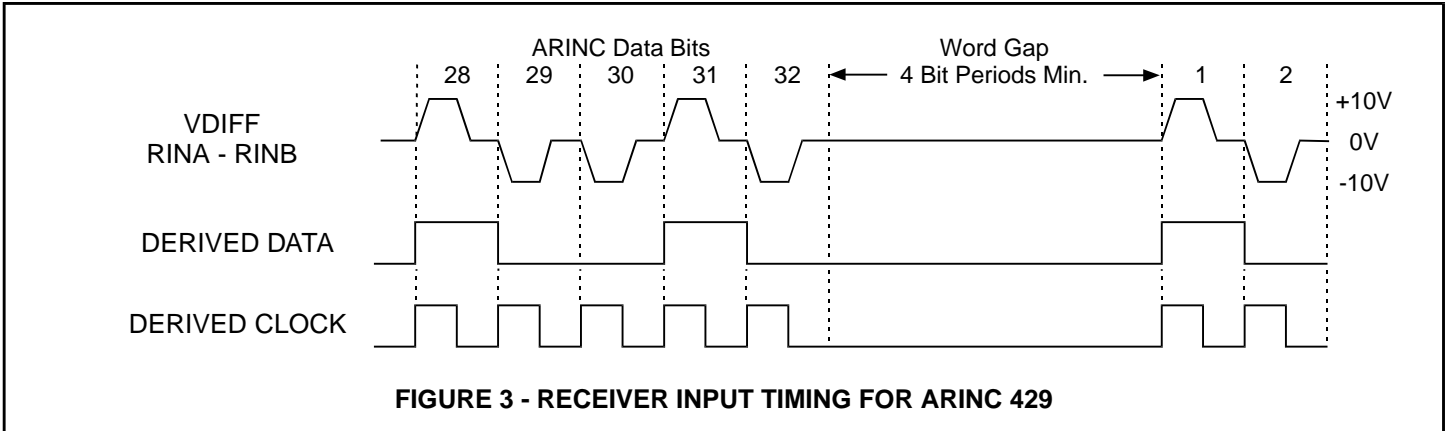 ARINC Data Bits
Word Gap
28 29 30 31 32 4 Bit Periods Min. 1 2
+10V
VDIFF
RINA - RINB
0V
-10V
DERIVED DATA
DERIVED CLOCK
FIGURE 3 - RECEIVER INPUT TIMING FOR ARINC 429